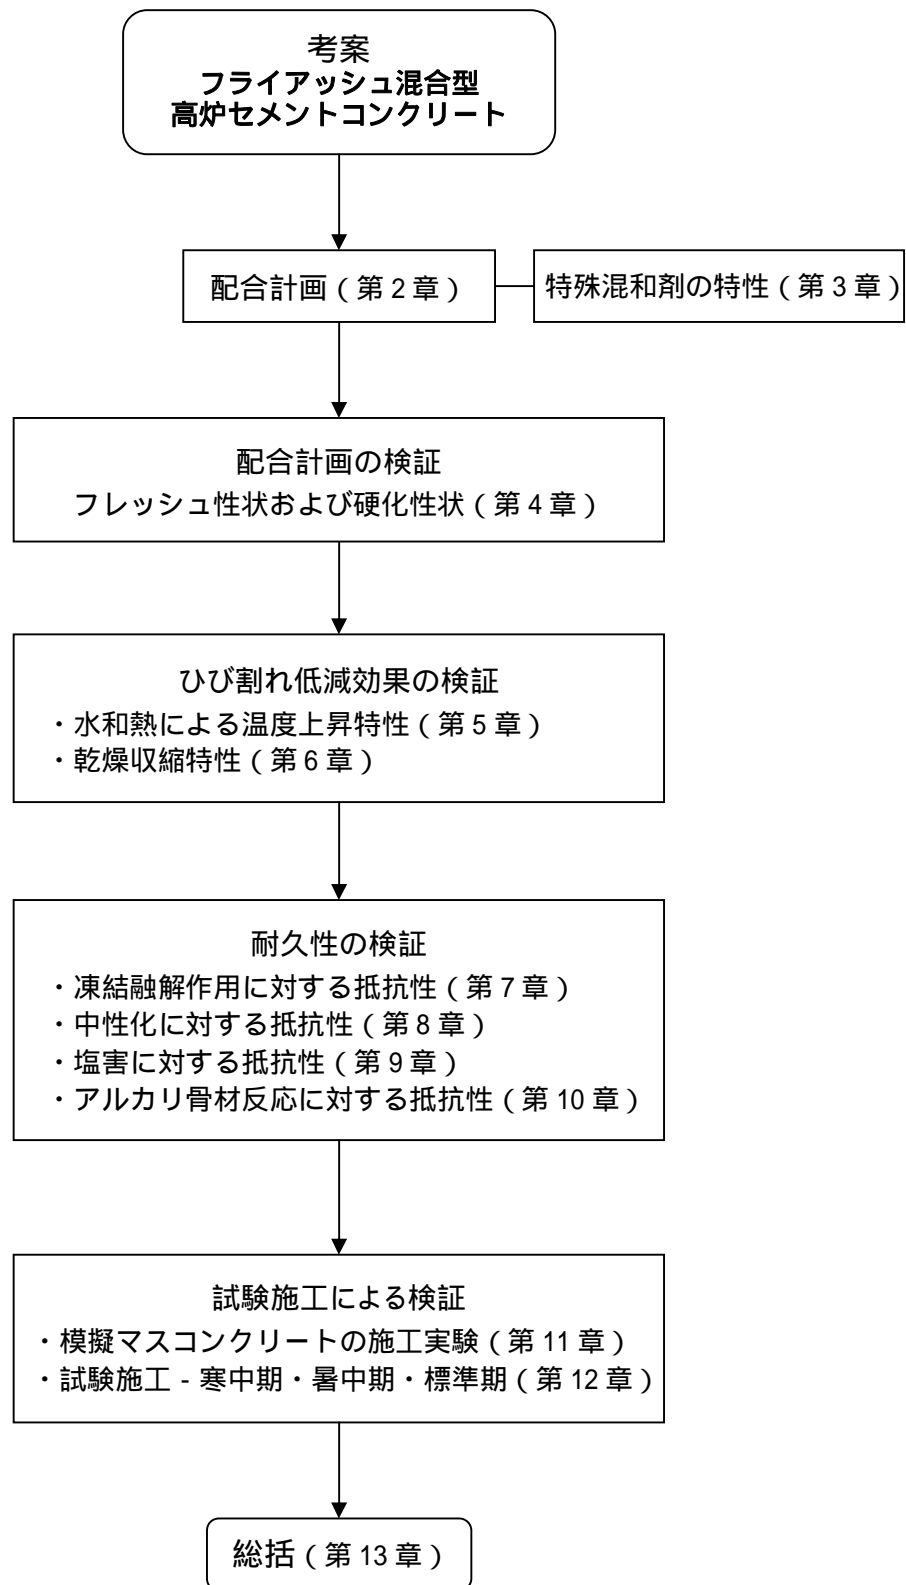 考案
フライアッシュ混合型
高炉セメントコンクリート
配合計画（第2章）
特殊混和剤の特性（第3章）
配合計画の検証
フレッシュ性状および硬化性状（第4章）
ひび割れ低減効果の検証
・水和熱による温度上昇特性（第5章）
・乾燥収縮特性（第6章）
耐久性の検証
・凍結融解作用に対する抵抗性（第7章）
・中性化に対する抵抗性（第8章）
・塩害に対する抵抗性（第9章）
・アルカリ骨材反応に対する抵抗性（第10章）
試験施工による検証
・模擬マスコンクリートの施工実験（第11章）
・試験施工 - 寒中期・暑中期・標準期（第12章）
総括（第13章）